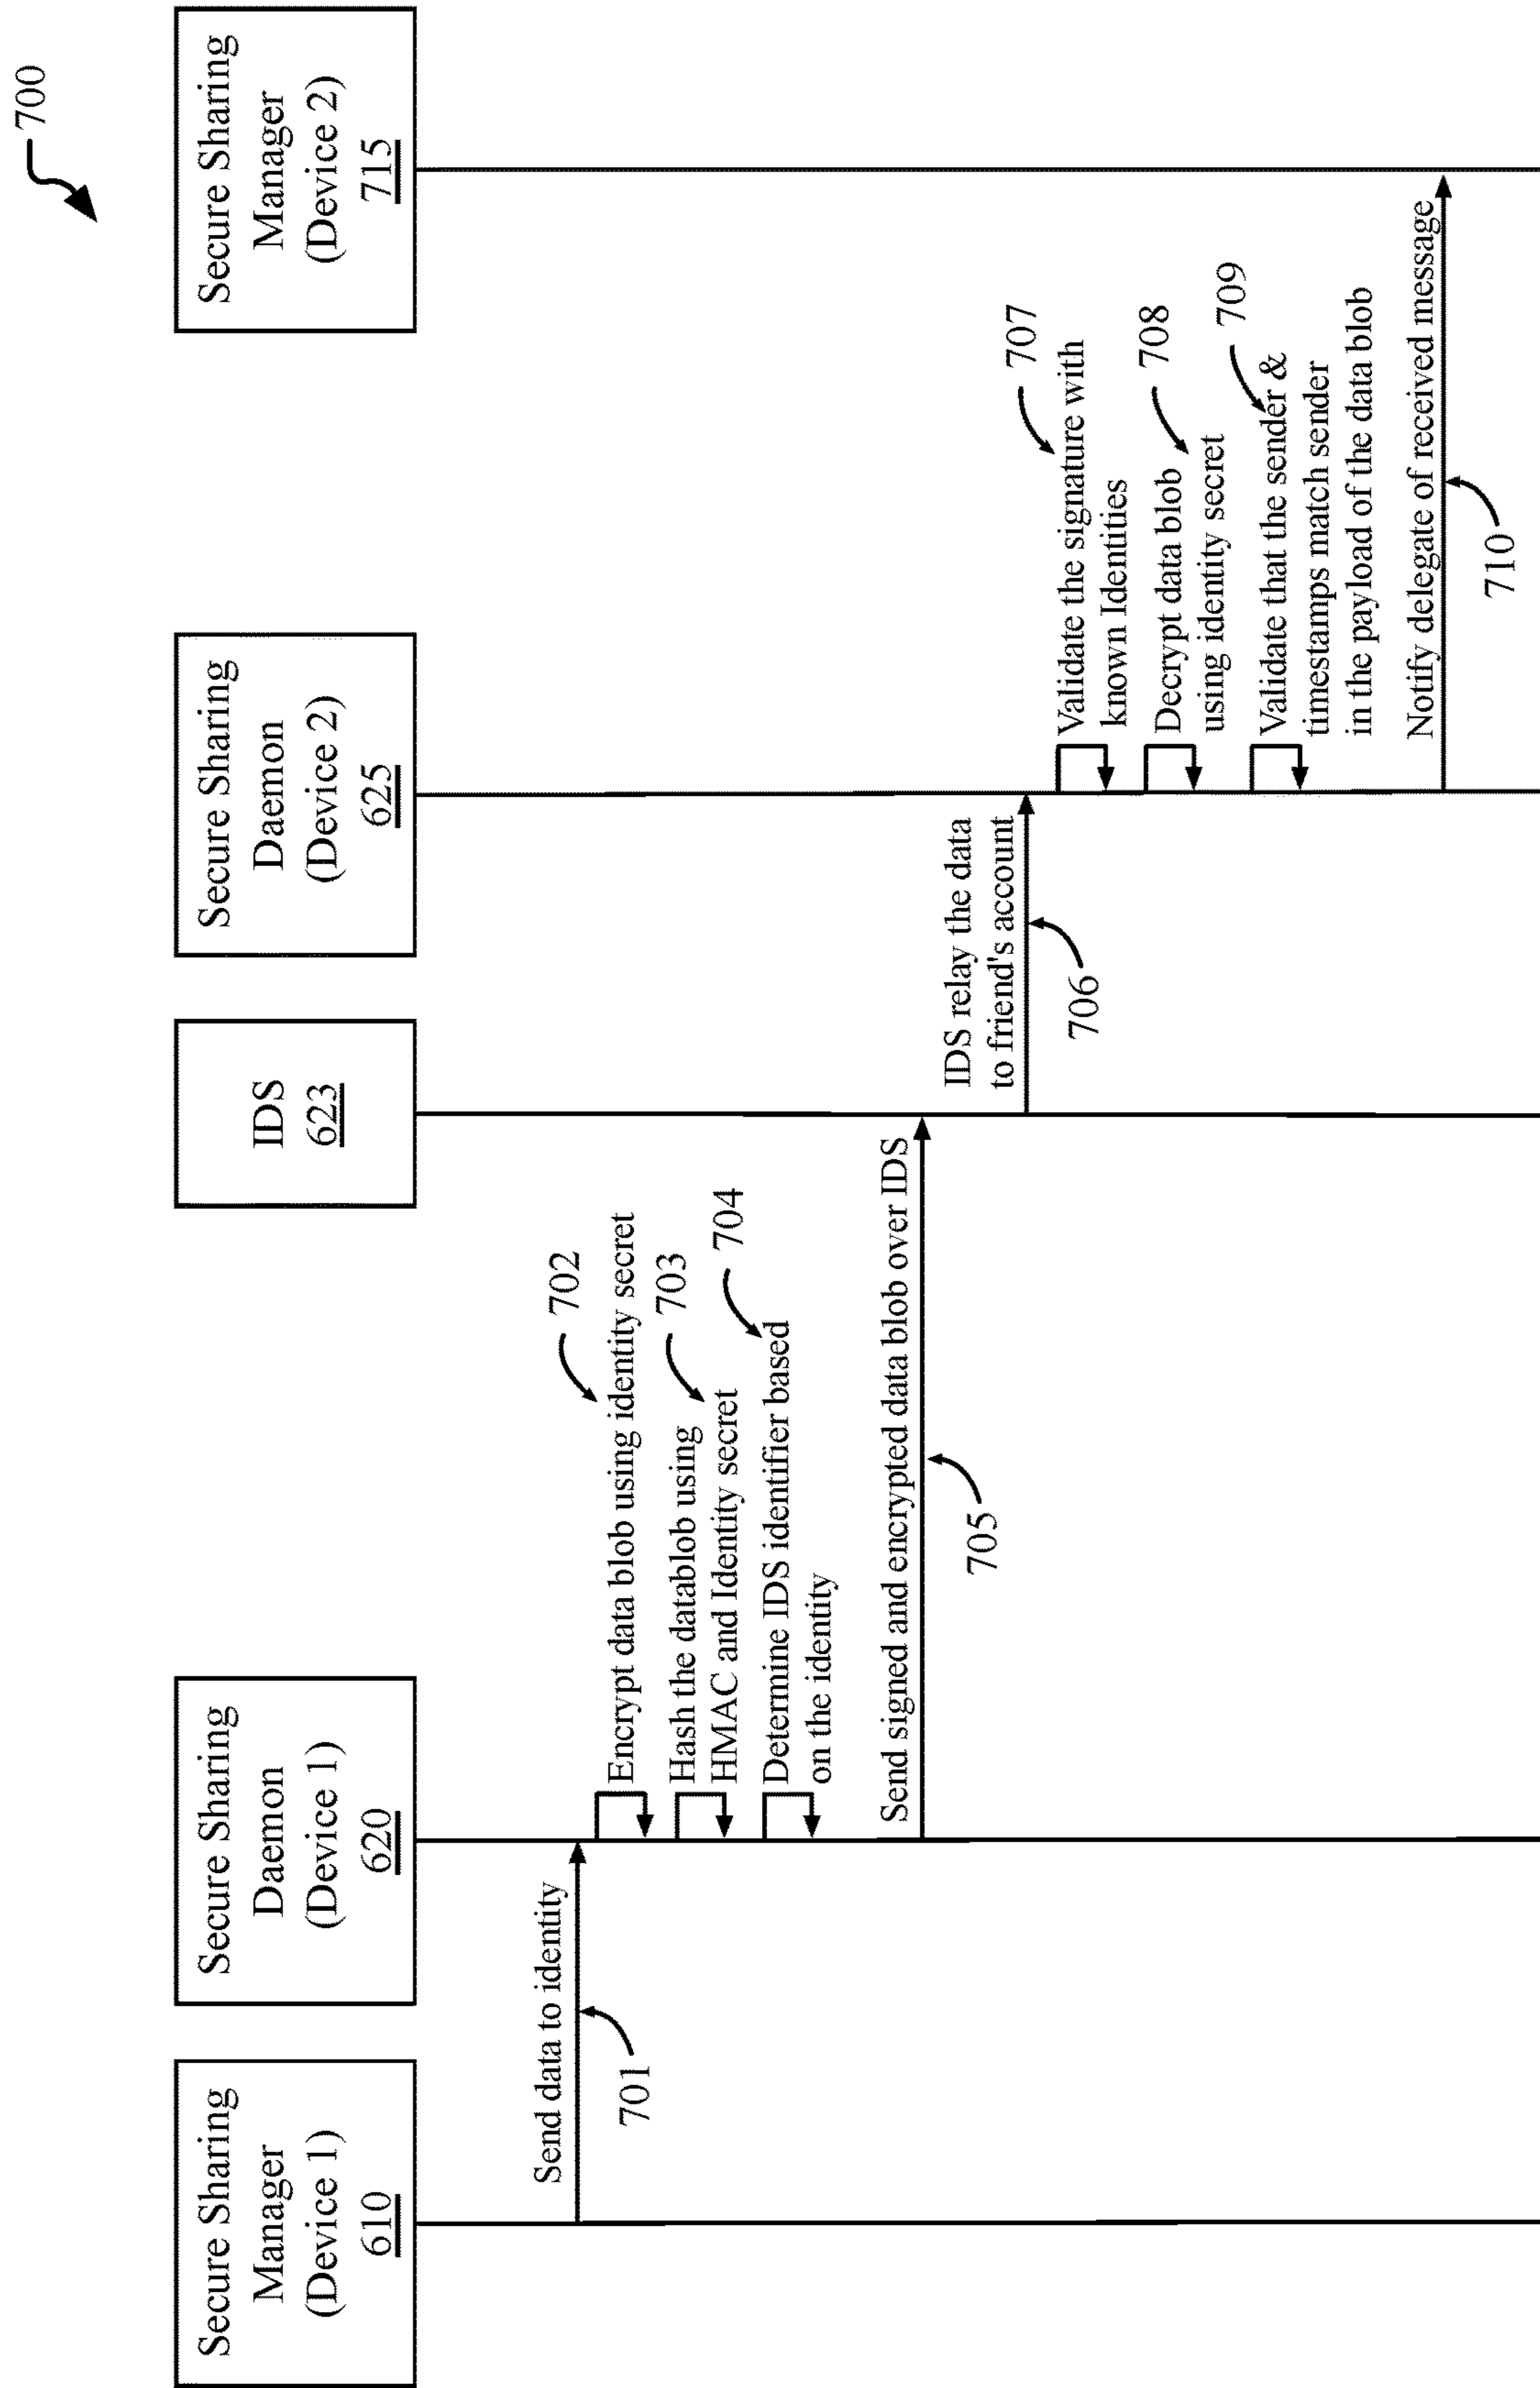 700
Secure Sharing
Manager
(Device 1)
610
Secure Sharing
Daemon
(Device 1)
620
IDS
623
Secure Sharing
Daemon
(Device 2)
625
Secure Sharing
Manager
(Device 2)
715
Send data to identity
701
702
Encrypt data blob using identity secret
703
Hash the datablob using
HMAC and Identity secret
704
Determine IDS identifier based
on the identity
Send signed and encrypted data blob over IDS
705
IDS relay the data
to friend's account
706
707
Validate the signature with
known Identities
708
Decrypt data blob
using identity secret
709
Validate that the sender &
timestamps match sender
in the payload of the data blob
Notify delegate of received message
710